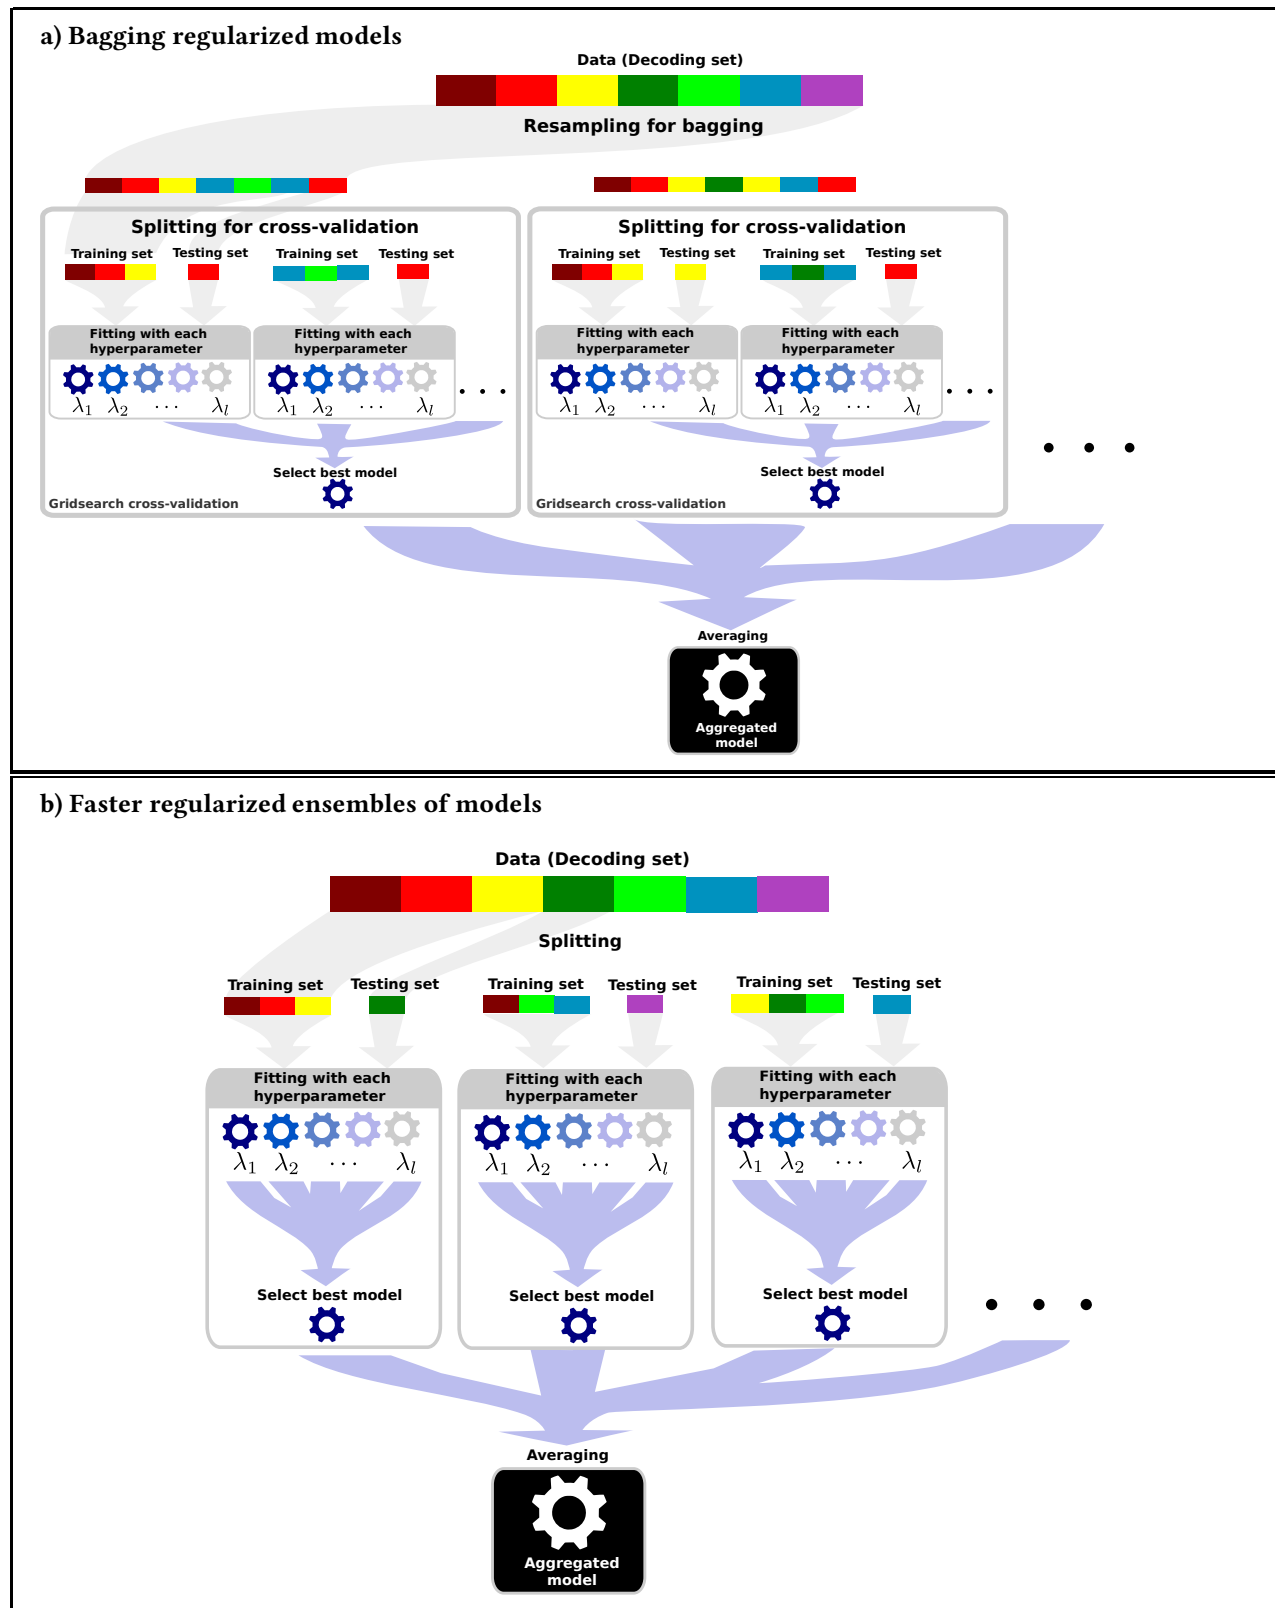 a) Bagging regularized models
Data (Decoding set)
Resampling for bagging
Splitting for cross-validation
Training set Testing set Training set Testing set
Fitting with each
hyperparameter
Fitting with each
hyperparameter
λ1 λ2 ··· λl
λ1 λ2 ··· λl
. . .
Select best model
Gridsearch cross-validation
Splitting for cross-validation
Training set Testing set Training set Testing set
Fitting with each
hyperparameter
Fitting with each
hyperparameter
λ1 λ2 ··· λl
λ1 λ2 ··· λl
. . .
Select best model
Gridsearch cross-validation
. . .
Averaging
Aggregated
model
b) Faster regularized ensembles of models
Data (Decoding set)
Splitting
Training set Testing set
Fitting with each
hyperparameter
λ1 λ2 ··· λl
Select best model
Training set Testing set
Fitting with each
hyperparameter
λ1 λ2 ··· λl
Select best model
Training set Testing set
Fitting with each
hyperparameter
λ1 λ2 ··· λl
Select best model
. . .
Averaging
Aggregated
model